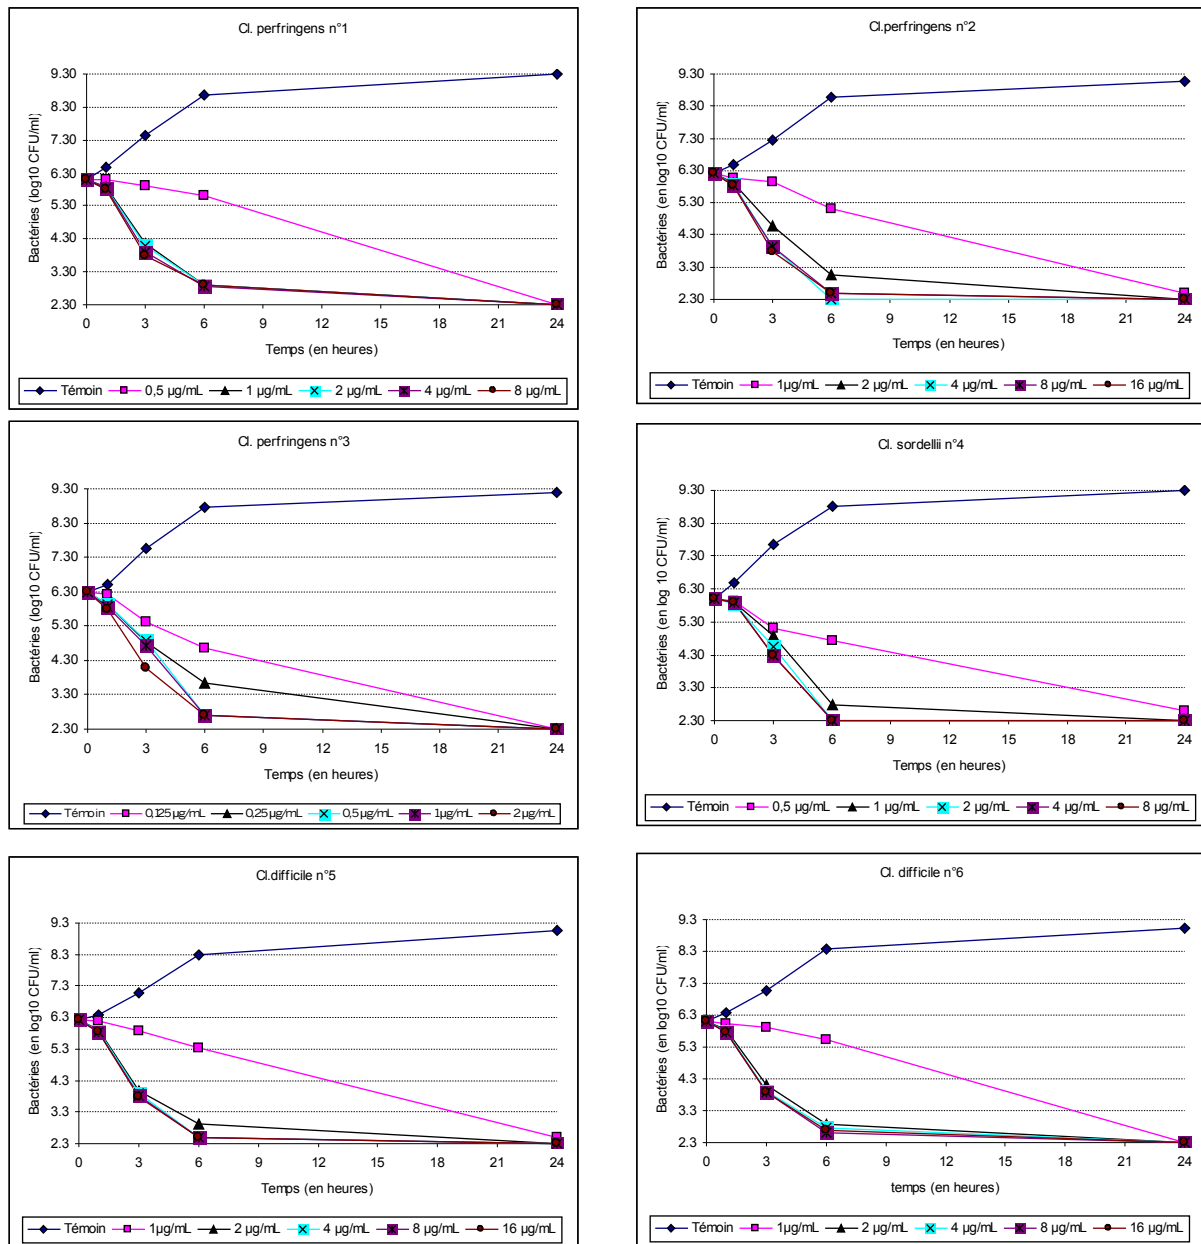 Cl. perfringens n°1
Bactéries (log10 CFU/ml)
9.30
8.30
7.30
6.30
5.30
4.30
3.30
2.30
0 3 6 9 12 15 18 21 24
Temps (en heures)
Témoin 0,5 µg/mL 1 µg/mL 2 µg/mL 4 µg/mL 8 µg/mL
Cl.perfringens n°2
Bactéries (en log10 CFU/ml)
9.30
8.30
7.30
6.30
5.30
4.30
3.30
2.30
0 3 6 9 12 15 18 21 24
Temps (en heures)
Témoin 1µg/mL 2 µg/mL 4 µg/mL 8 µg/mL 16 µg/mL
Cl. perfringens n°3
Bactéries (log10 CFU/ml)
9.30
8.30
7.30
6.30
5.30
4.30
3.30
2.30
0 3 6 9 12 15 18 21 24
Temps (en heures)
Témoin 0,125µg/mL 0,25µg/mL 0,5µg/mL 1µg/mL 2µg/mL
Cl. sordellii n°4
Bactéries (en log 10 CFU/ml)
9.30
8.30
7.30
6.30
5.30
4.30
3.30
2.30
0 3 6 9 12 15 18 21 24
Temps (en heures)
Témoin 0,5 µg/mL 1 µg/mL 2 µg/mL 4 µg/mL 8 µg/mL
Cl.difficile n°5
Bactéries (en log10 CFU/ml)
9.3
8.3
7.3
6.3
5.3
4.3
3.3
2.3
0 3 6 9 12 15 18 21 24
Temps (en heures)
Témoin 1µg/mL 2 µg/mL 4 µg/mL 8 µg/mL 16 µg/mL
Cl. difficile n°6
Bactéries (en log10 CFU/ml)
9.3
8.3
7.3
6.3
5.3
4.3
3.3
2.3
0 3 6 9 12 15 18 21 24
temps (en heures)
Témoin 1µg/mL 2 µg/mL 4 µg/mL 8 µg/mL 16 µg/mL